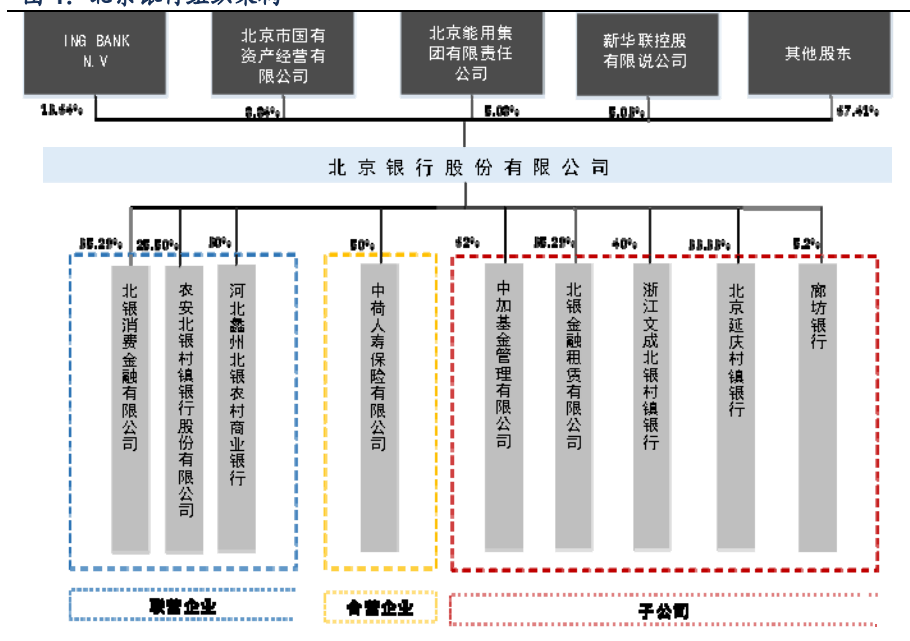 ING BANK
N.V
北京市国有
资产经营有
限公司
北京能用集
团有限责任
公司
新华联控股
有限说公司
其他股东
5.08%
67.41%
北京银行股份有限公司
25.50%
50%
62%
40%
5.2%
北银消费金融有限公司
农安北银村镇银行股份有限公司
河北蠡州北银农村商业银行
中荷人寿保险有限公司
中加基金管理有限公司
北银金融租赁有限公司
浙江文成北银村镇银行
北京延庆村镇银行
廊坊银行
联营企业
合营企业
子公司